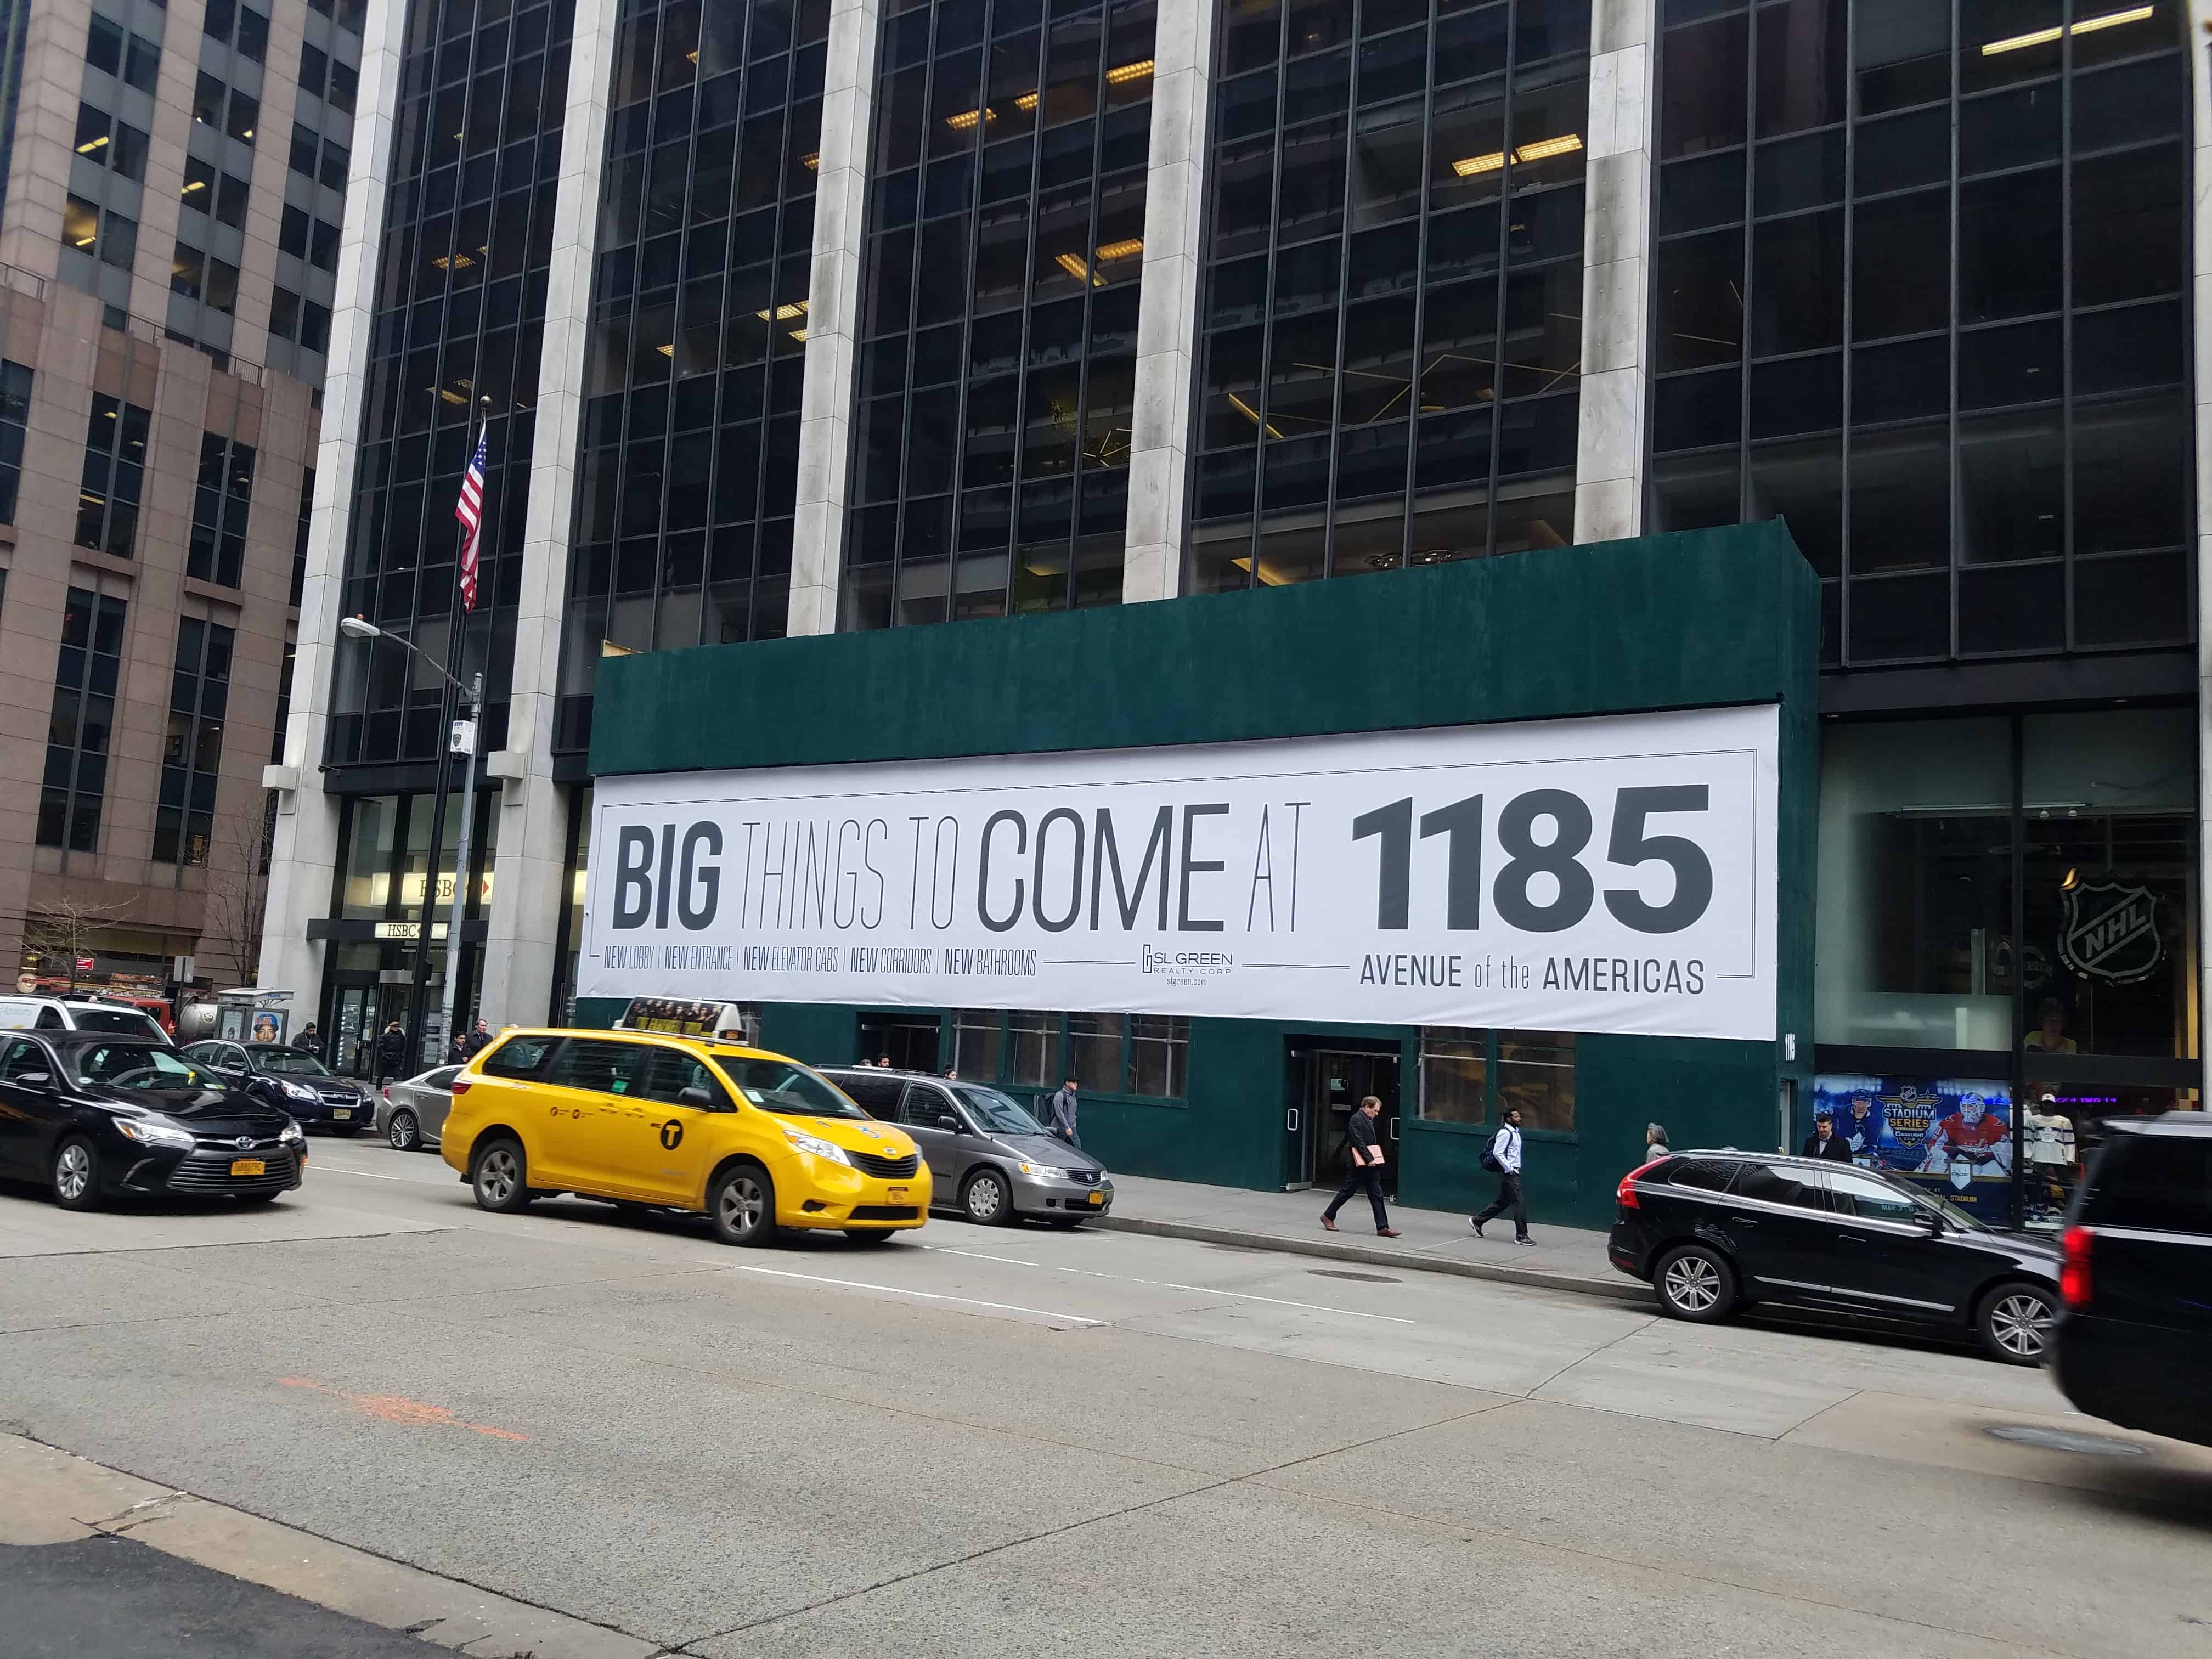 BIG THINGS TO COME AT 1185
NEW LOBBY | NEW ENTRANCE | NEW ELEVATOR CABS | NEW CORRIDORS | NEW BATHROOMS
SL GREEN
REALTY CORP
slgreen.com
AVENUE of the AMERICAS
HSBC
HSBC
NHL
1185
STADIUM
SERIES
T